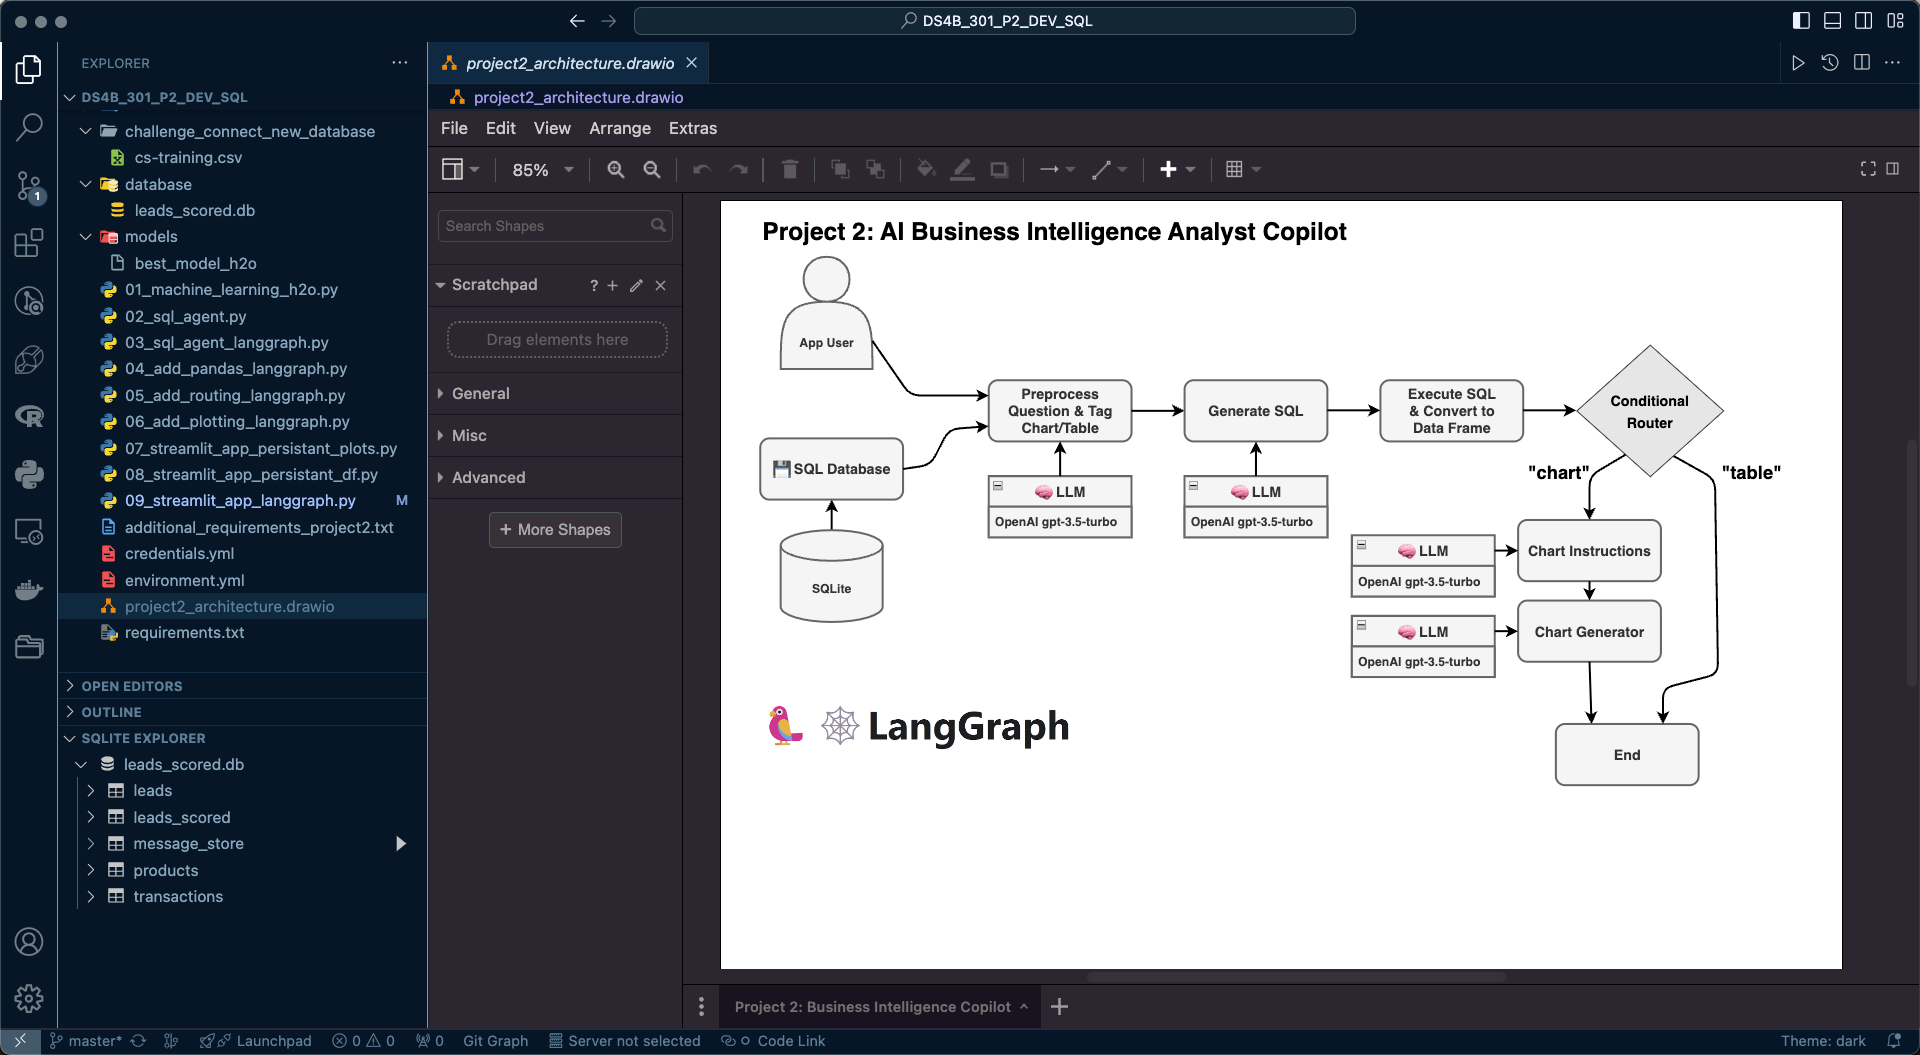 DS4B_301_P2_DEV_SQL
EXPLORER
DS4B_301_P2_DEV_SQL
challenge_connect_new_database
cs-training.csv
database
leads_scored.db
models
best_model_h2o
01_machine_learning_h2o.py
02_sql_agent.py
03_sql_agent_langgraph.py
04_add_pandas_langgraph.py
05_add_routing_langgraph.py
06_add_plotting_langgraph.py
07_streamlit_app_persistant_plots.py
08_streamlit_app_persistant_df.py
09_streamlit_app_langgraph.py M
additional_requirements_project2.txt
credentials.yml
environment.yml
project2_architecture.drawio
requirements.txt
OPEN EDITORS
OUTLINE
SQLITE EXPLORER
leads_scored.db
leads
leads_scored
message_store
products
transactions
1
project2_architecture.drawio
project2_architecture.drawio
File Edit View Arrange Extras
85%
Search Shapes
Scratchpad ?
Drag elements here
General
Misc
Advanced
+ More Shapes
Project 2: AI Business Intelligence Analyst Copilot
App User
SQL Database
SQLite
Preprocess
Question & Tag
Chart/Table
LLM
OpenAI gpt-3.5-turbo
Generate SQL
LLM
OpenAI gpt-3.5-turbo
Execute SQL
& Convert to
Data Frame
Conditional
Router
"chart"
"table"
LLM
OpenAI gpt-3.5-turbo
Chart Instructions
LLM
OpenAI gpt-3.5-turbo
Chart Generator
End
LangGraph
Project 2: Business Intelligence Copilot
master* Launchpad 0 0 0 Git Graph Server not selected Code Link Theme: dark